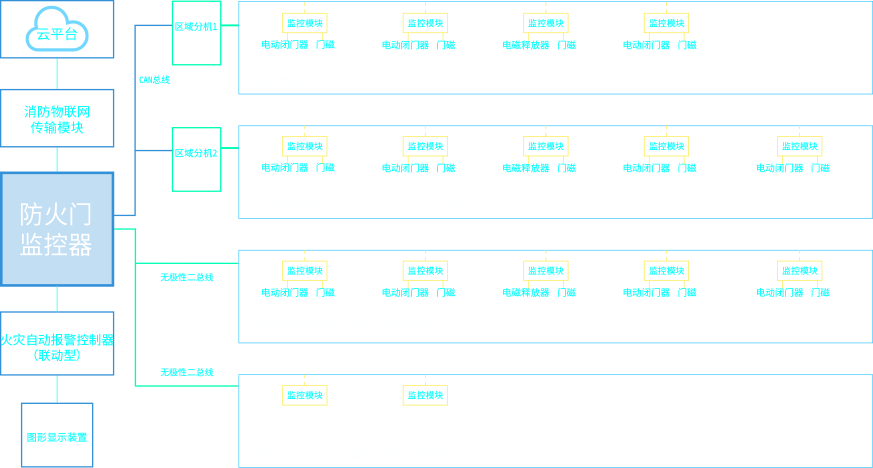 云平台
消防物联网
传输模块
防火门
监控器
火灾自动报警控制器
(联动型)
图形显示装置
CAN总线
区域分机1
监控模块 监控模块 监控模块 监控模块
电动闭门器 门磁 电动闭门器 门磁 电磁释放器 门磁 电动闭门器 门磁
区域分机2
监控模块 监控模块 监控模块 监控模块 监控模块
电动闭门器 门磁 电动闭门器 门磁 电磁释放器 门磁 电动闭门器 门磁 电动闭门器 门磁
无极性二总线
监控模块 监控模块 监控模块 监控模块 监控模块
电动闭门器 门磁 电动闭门器 门磁 电磁释放器 门磁 电动闭门器 门磁 电动闭门器 门磁
无极性二总线
监控模块 监控模块